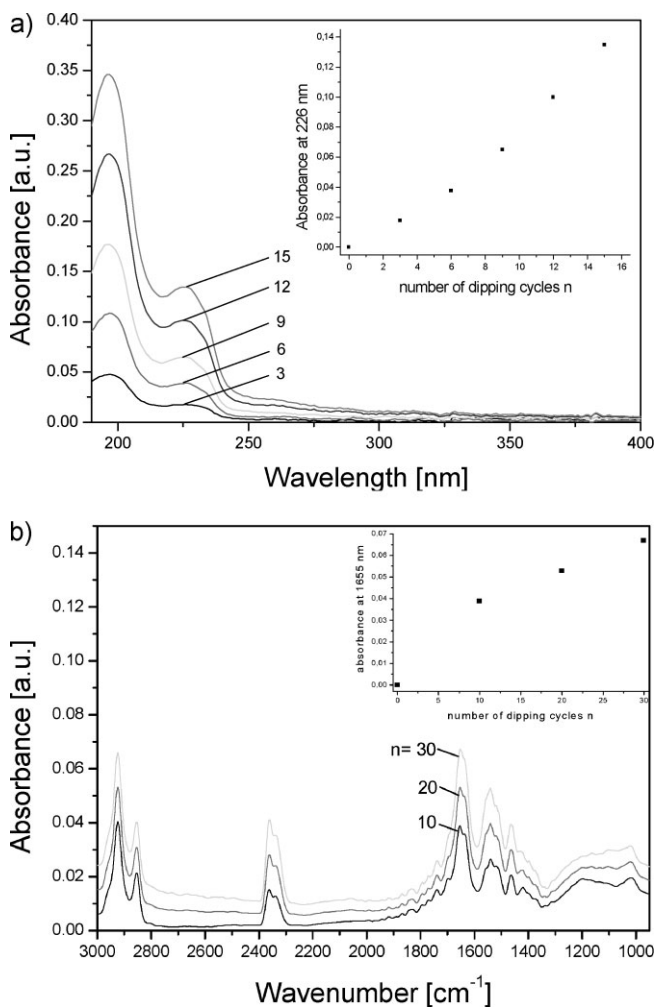 a)
0.40
0.35
0.30
0.25
0.20
0.15
0.10
0.05
0.00
Absorbance [a.u.]
200 250 300 350 400
Wavelength [nm]
15
12
9
6
3
0,14
0,12
0,10
0,08
0,06
0,04
0,02
0,00
Absorbance at 226 nm
0 2 4 6 8 10 12 14 16
number of dipping cycles n
b)
0.14
0.12
0.10
0.08
0.06
0.04
0.02
0.00
Absorbance [a.u.]
3000 2800 2600 2400 2200 2000 1800 1600 1400 1200 1000
Wavenumber [cm-1]
n= 30
20
10
0,07
0,06
0,05
0,04
0,03
0,02
0,01
0,00
absorbance at 1655 nm
0 5 10 15 20 25 30
number of dipping cycles n